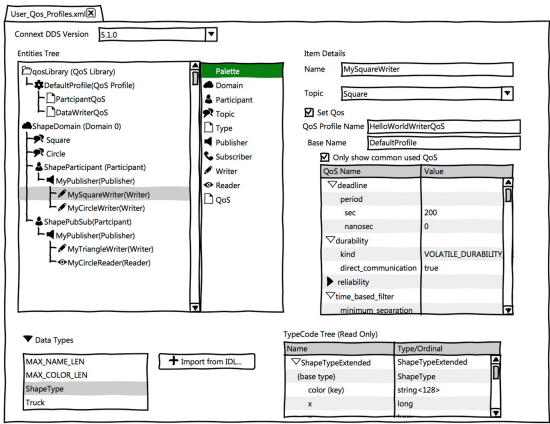 User_Qos_Profiles.xml
Connext DDS Version
5.1.0
Entities Tree
qosLibrary (QoS Library)
DefaultProfile(QoS Profile)
ParticipantQoS
DataWriterQoS
ShapeDomain (Domain 0)
Square
Circle
ShapeParticipant (Participant)
MyPublisher(Publisher)
MySquareWriter(Writer)
MyCircleWriter(Writer)
ShapePubSub(Partcipant)
MyPublisher(Publisher)
MyTriangleWriter(Writer)
MyCircleReader(Reader)
Palette
Domain
Participant
Topic
Type
Publisher
Subscriber
Writer
Reader
QoS
Item Details
Name
MySquareWriter
Topic
Square
Set Qos
QoS Profile Name
HelloWorldWriterQoS
Base Name
DefaultProfile
Only show common used QoS
QoS Name Value
deadline
period
sec 200
nanosec 0
durability
kind VOLATILE_DURABILITY
direct_communication true
reliability
time_based_filter
minimum_separation
Data Types
MAX_NAME_LEN
MAX_COLOR_LEN
ShapeType
Truck
Import from IDL...
TypeCode Tree (Read Only)
Name Type/Ordinal
ShapeTypeExtended ShapeTypeExtended
(base type) ShapeType
color (key) string<128>
x long